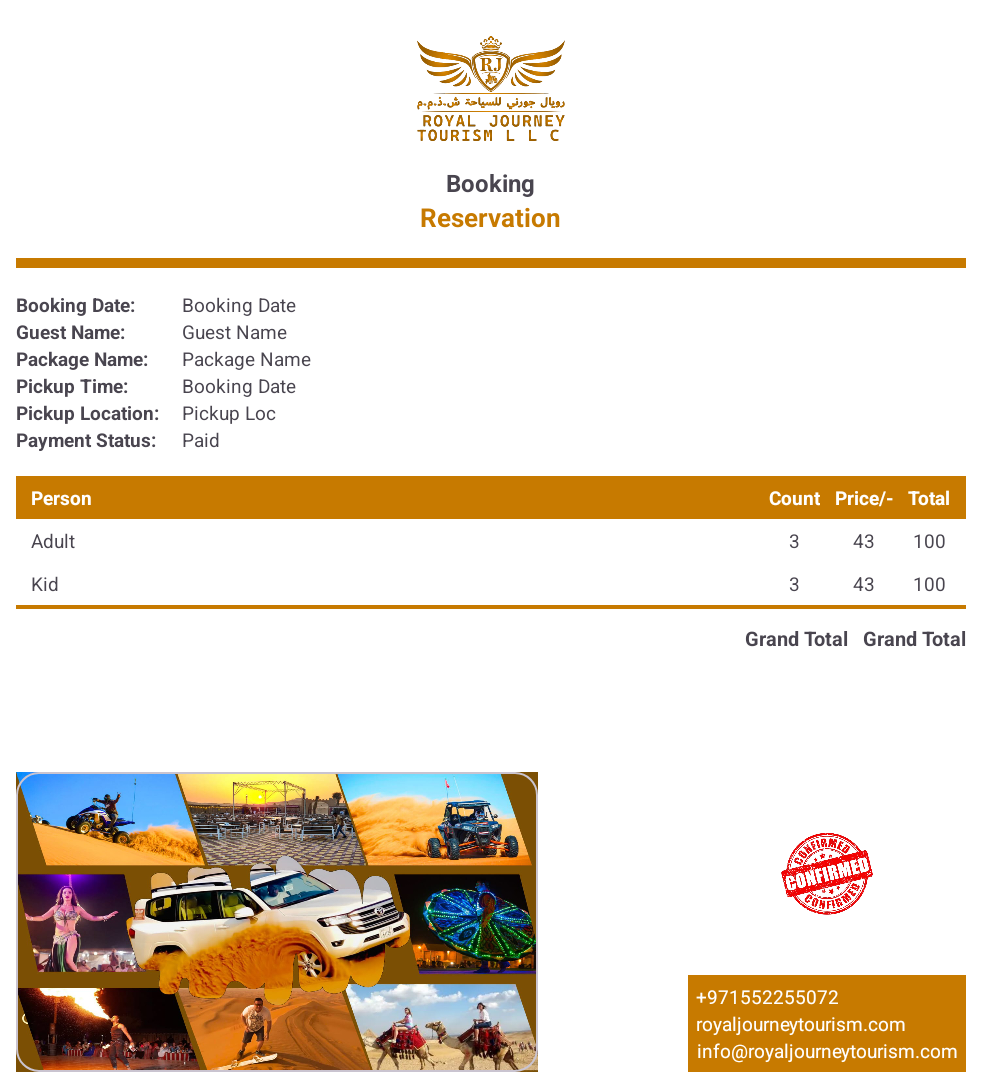 RJ
رويال جورني للسياحة ش.ذ.م.م
ROYAL JOURNEY
TOURISM L L C
Booking
Reservation
Booking Date: Booking Date
Guest Name: Guest Name
Package Name: Package Name
Pickup Time: Booking Date
Pickup Location: Pickup Loc
Payment Status: Paid
Person Count Price/- Total
Adult 3 43 100
Kid 3 43 100
Grand Total Grand Total
CONFIRMED
CONFIRMED
CONFIRMED
+971552255072
royaljourneytourism.com
info@royaljourneytourism.com